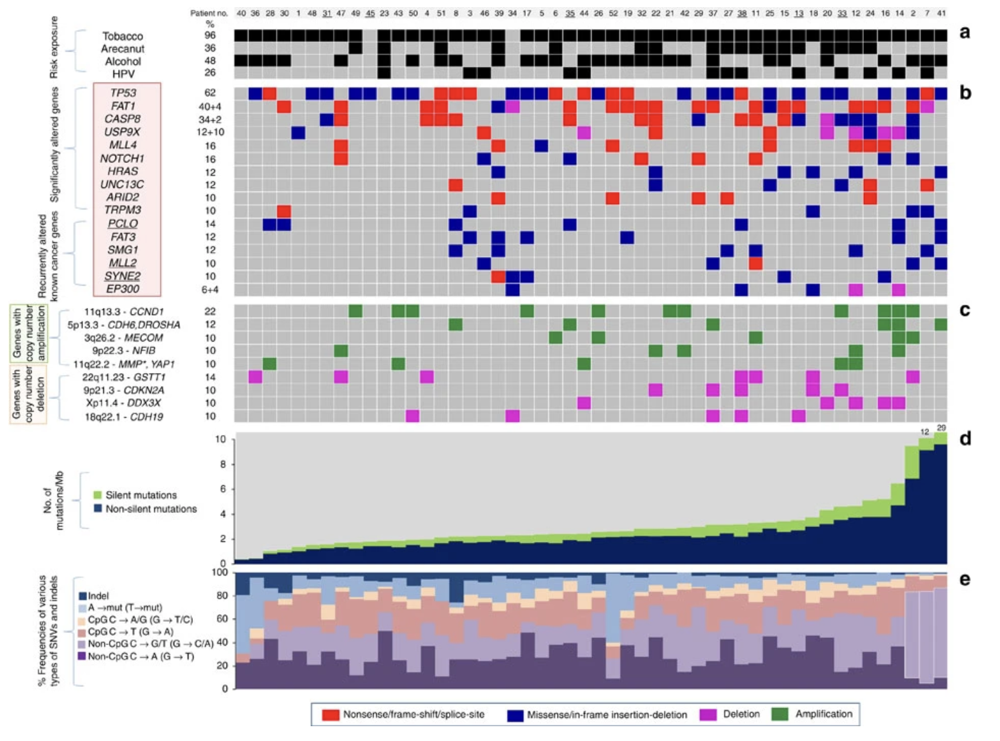 Patient no. 40 36 28 30 1 48 31 47 49 45 23 43 50 4 51 8 3 46 39 34 17 5 6 35 44 26 52 19 32 22 21 42 29 37 27 38 11 25 15 13 18 20 33 12 24 16 14 2 7 41
%
a
Risk exposure
Tobacco 96
Arecanut 36
Alcohol 48
HPV 26
b
Significantly altered genes
TP53 62
FAT1 40+4
CASP8 34+2
USP9X 12+10
MLL4 16
NOTCH1 16
HRAS 12
UNC13C 12
ARID2 10
TRPM3 10
Recurrently altered
known cancer genes
PCLO 14
FAT3 12
SMG1 12
MLL2 10
SYNE2 10
EP300 6+4
c
Genes with
copy number
amplification
11q13.3 - CCND1 22
5p13.3 - CDH6,DROSHA 12
3q26.2 - MECOM 10
9p22.3 - NFIB 10
11q22.2 - MMP*, YAP1 10
Genes with
copy number
deletion
22q11.23 - GSTT1 14
9p21.3 - CDKN2A 10
Xp11.4 - DDX3X 10
18q22.1 - CDH19 10
d
12 29
No. of
mutations/Mb
Silent mutations
Non-silent mutations
10
8
6
4
2
0
e
% Frequencies of various
types of SNVs and indels
Indel
A →mut (T→mut)
CpG C → A/G (G → T/C)
CpG C → T (G → A)
Non-CpG C → G/T (G → C/A)
Non-CpG C → A (G → T)
100
80
60
40
20
0
Nonsense/frame-shift/splice-site Missense/in-frame insertion-deletion Deletion Amplification